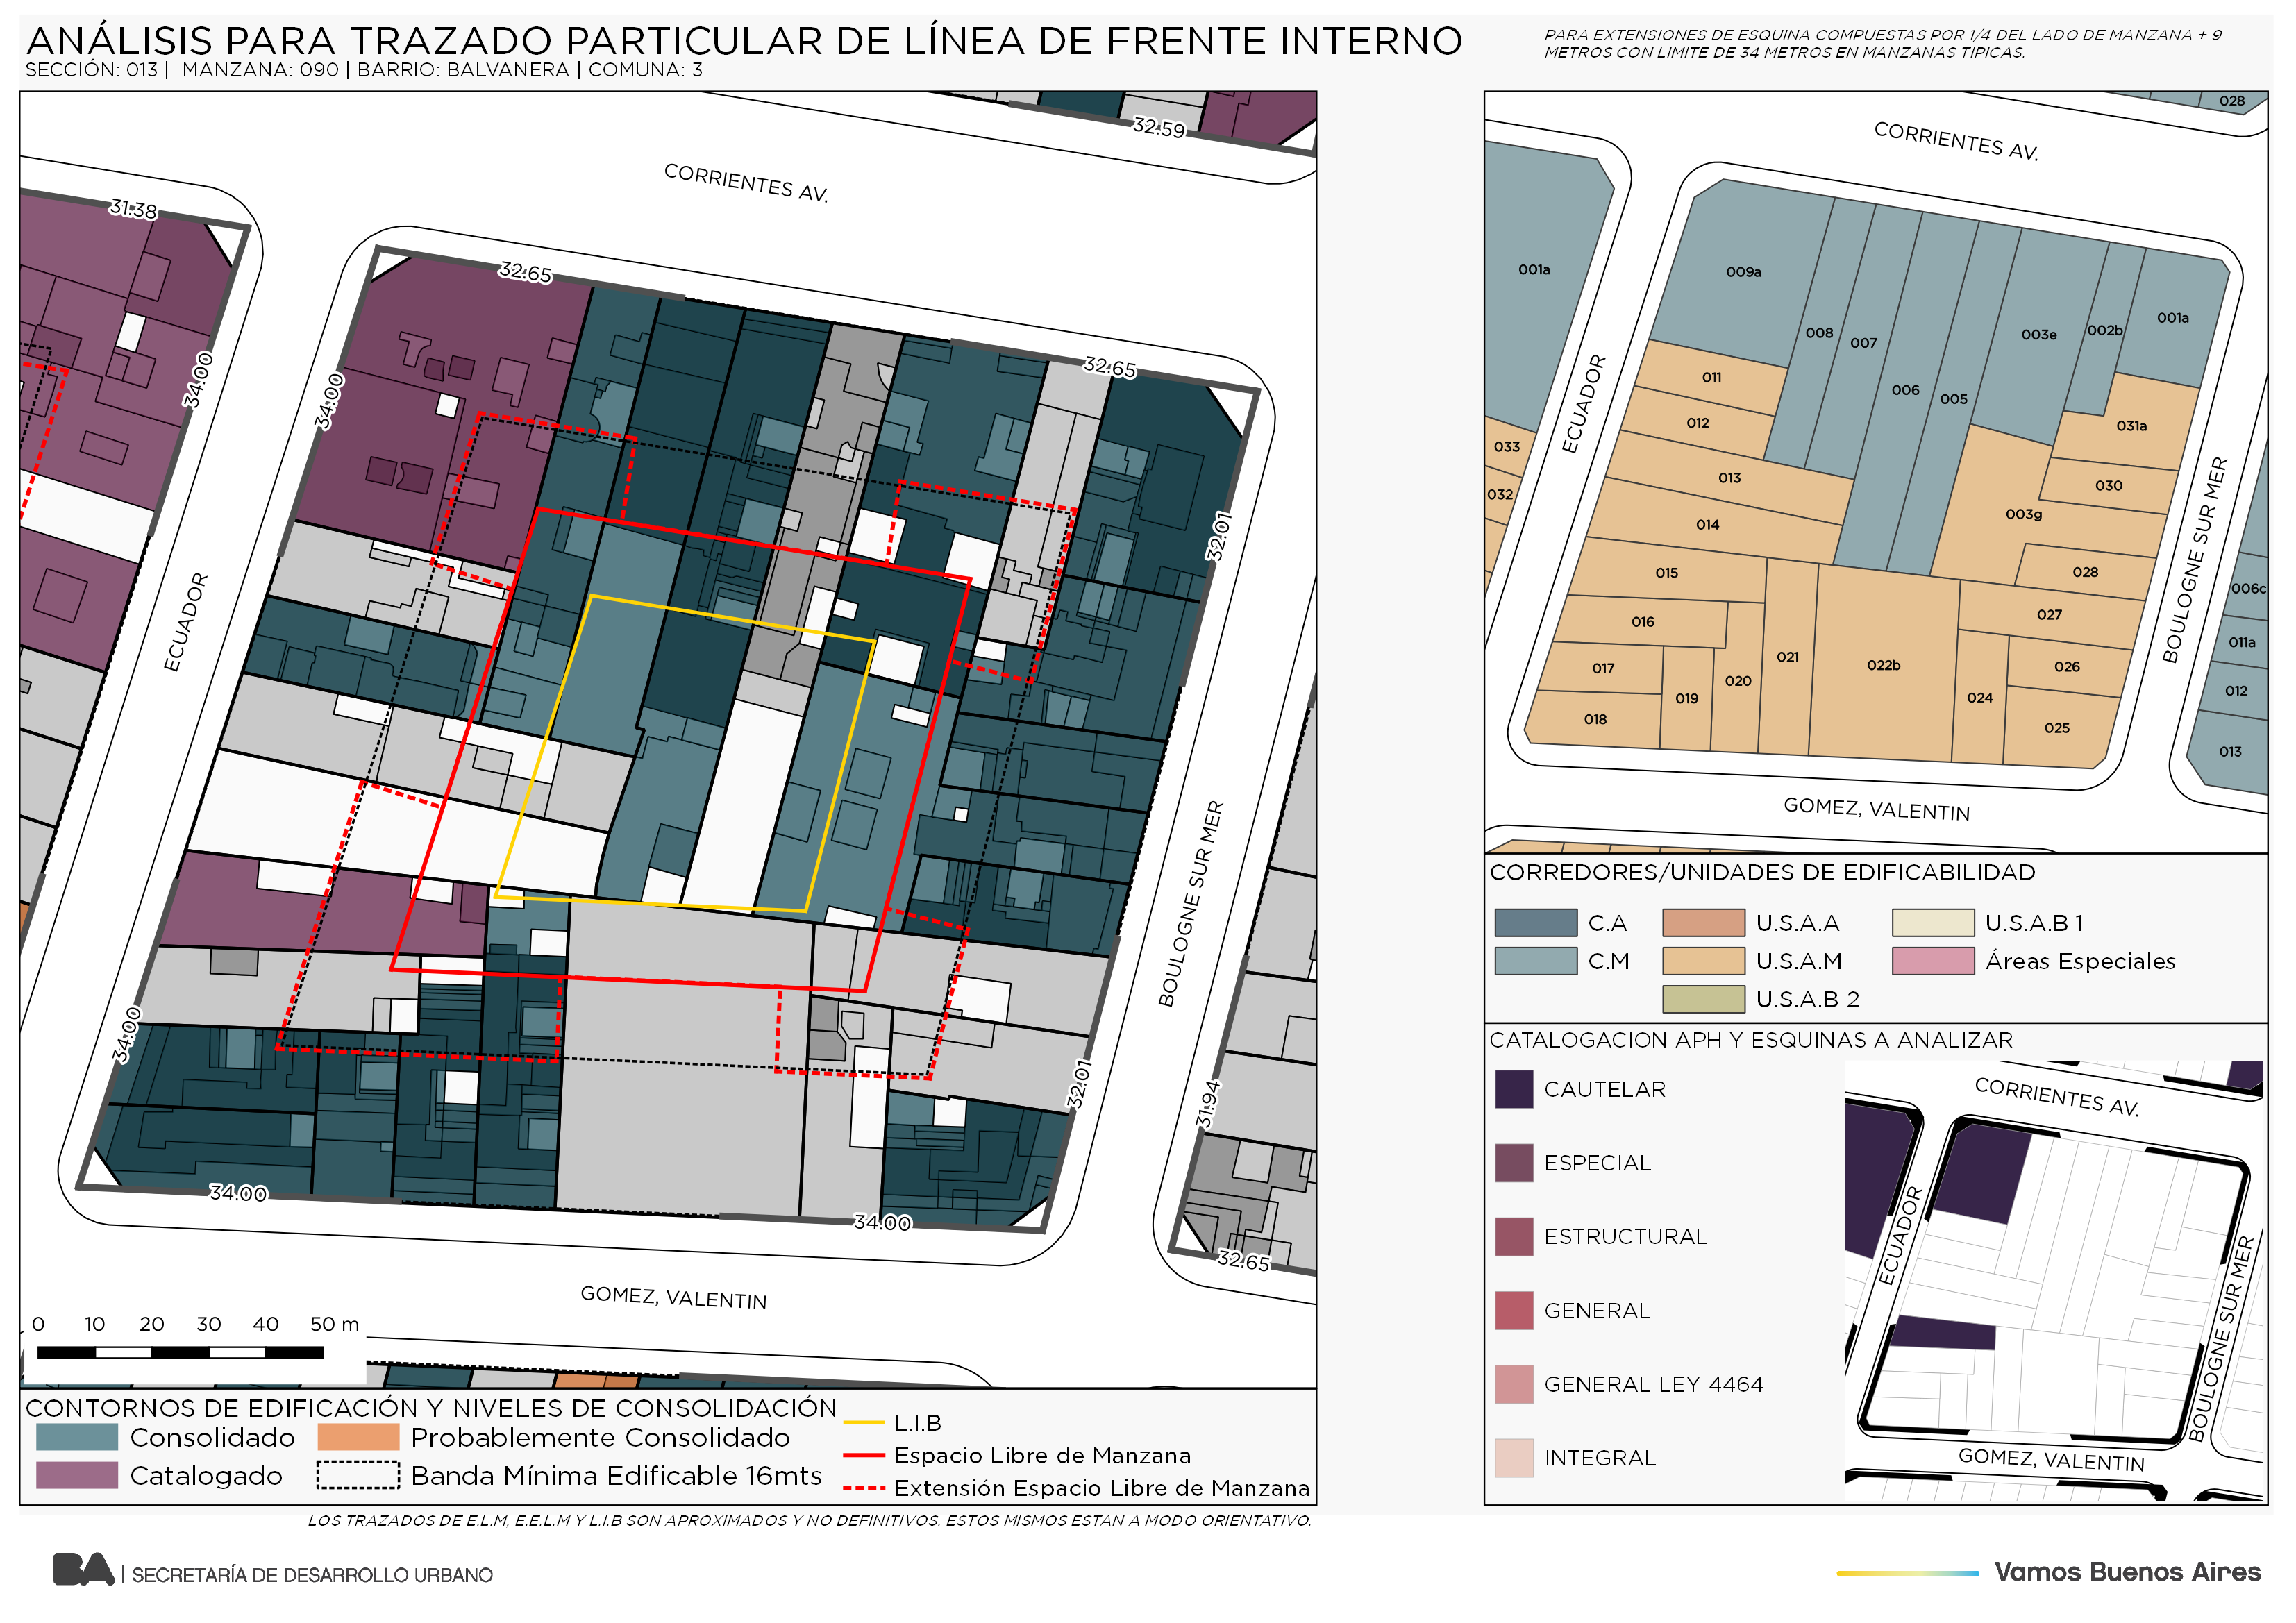 ANÁLISIS PARA TRAZADO PARTICULAR DE LÍNEA DE FRENTE INTERNO
SECCIÓN: 013 | MANZANA: 090 | BARRIO: BALVANERA | COMUNA: 3
PARA EXTENSIONES DE ESQUINA COMPUESTAS POR 1/4 DEL LADO DE MANZANA + 9
METROS CON LIMITE DE 34 METROS EN MANZANAS TIPICAS.
32.59
CORRIENTES AV.
31.38
32.65
34.00
34.00
32.65
32.01
ECUADOR
BOULOGNE SUR MER
34.00
32.01
31.94
34.00
34.00
32.65
GOMEZ, VALENTIN
0 10 20 30 40 50 m
CONTORNOS DE EDIFICACIÓN Y NIVELES DE CONSOLIDACIÓN
Consolidado
Probablemente Consolidado
Catalogado
Banda Mínima Edificable 16mts
L.I.B
Espacio Libre de Manzana
Extensión Espacio Libre de Manzana
028
CORRIENTES AV.
001a
009a
008
007
006
005
003e
002b
001a
011
012
013
014
031a
030
003g
028
033
032
ECUADOR
BOULOGNE SUR MER
015
016
017
018
019
020
021
022b
024
027
026
025
006c
011a
012
013
GOMEZ, VALENTIN
CORREDORES/UNIDADES DE EDIFICABILIDAD
C.A
U.S.A.A
U.S.A.B 1
C.M
U.S.A.M
Áreas Especiales
U.S.A.B 2
CATALOGACION APH Y ESQUINAS A ANALIZAR
CAUTELAR
ESPECIAL
ESTRUCTURAL
GENERAL
GENERAL LEY 4464
INTEGRAL
CORRIENTES AV.
ECUADOR
BOULOGNE SUR MER
GOMEZ, VALENTIN
LOS TRAZADOS DE E.L.M, E.E.L.M Y L.I.B SON APROXIMADOS Y NO DEFINITIVOS. ESTOS MISMOS ESTAN A MODO ORIENTATIVO.
BA | SECRETARÍA DE DESARROLLO URBANO
Vamos Buenos Aires